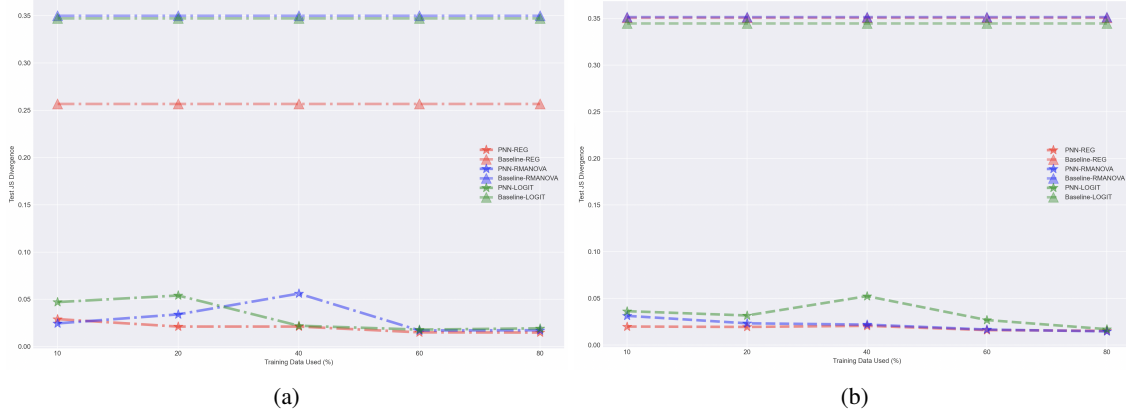 0.35
0.30
0.25
0.20
0.15
0.10
0.05
0.00
Test JS Divergence
10
20
40
60
80
Training Data Used (%)
PNN-REG
Baseline-REG
PNN-RMANOVA
Baseline-RMANOVA
PNN-LOGIT
Baseline-LOGIT
(a)
0.35
0.30
0.25
0.20
0.15
0.10
0.05
0.00
Test JS Divergence
10
20
40
60
80
Training Data Used (%)
PNN-REG
Baseline-REG
PNN-RMANOVA
Baseline-RMANOVA
PNN-LOGIT
Baseline-LOGIT
(b)